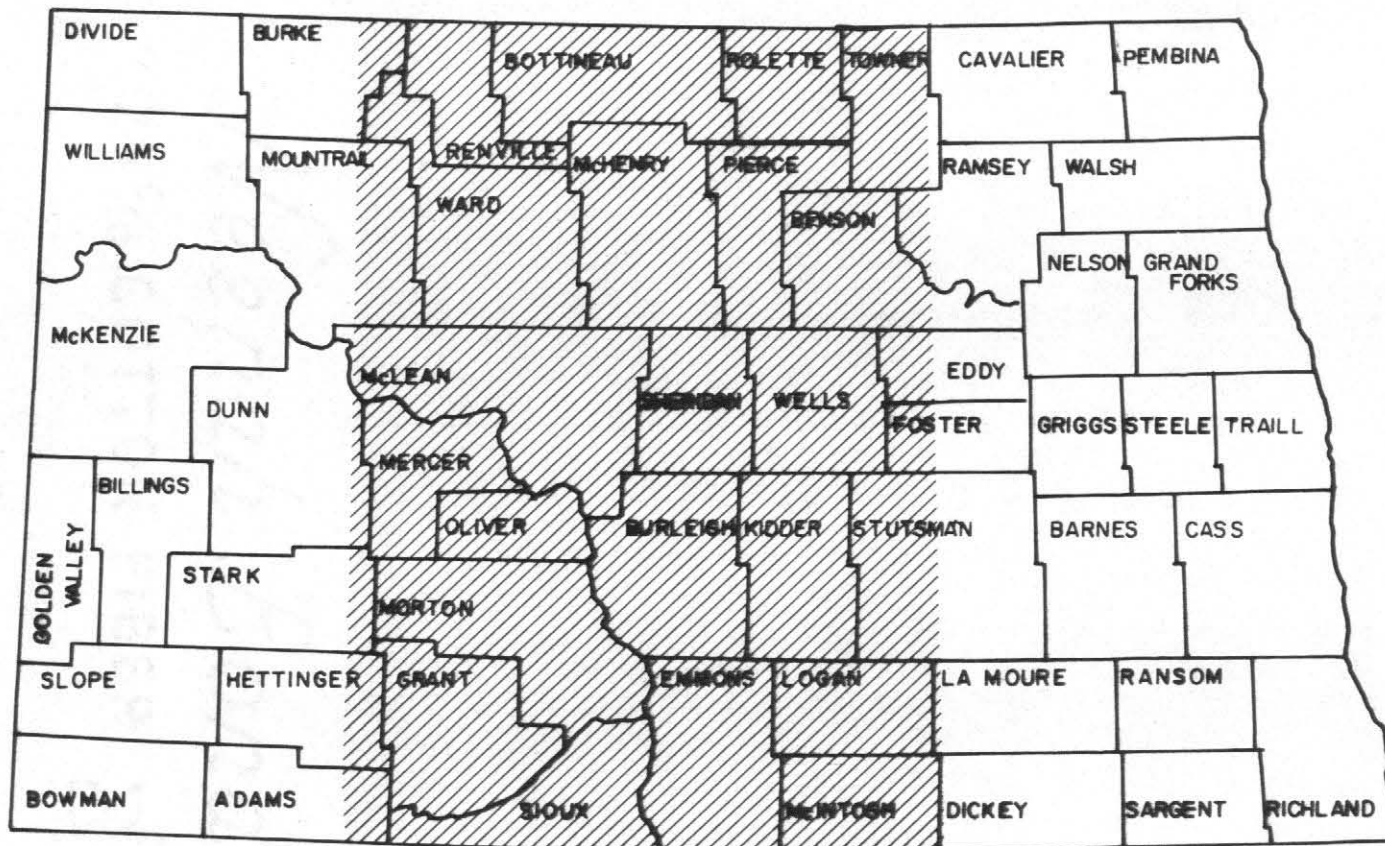 DIVIDE
BURKE
BOTTINEAU
ROLETTE
TOWNER
CAVALIER
PEMBINA
WILLIAMS
MOUNTRAIL
RENVILLE
McHENRY
PIERCE
RAMSEY
WALSH
WARD
BENSON
NELSON
GRAND
FORKS
McKENZIE
McLEAN
SHERIDAN
WELLS
EDDY
DUNN
FOSTER
GRIGGS
STEELE
TRAILL
BILLINGS
MERCER
OLIVER
BURLEIGH
KIDDER
STUTSMAN
BARNES
CASS
GOLDEN
VALLEY
STARK
MORTON
SLOPE
HETTINGER
GRANT
EMMONS
LOGAN
LA MOURE
RANSOM
BOWMAN
ADAMS
SIOUX
McINTOSH
DICKEY
SARGENT
RICHLAND